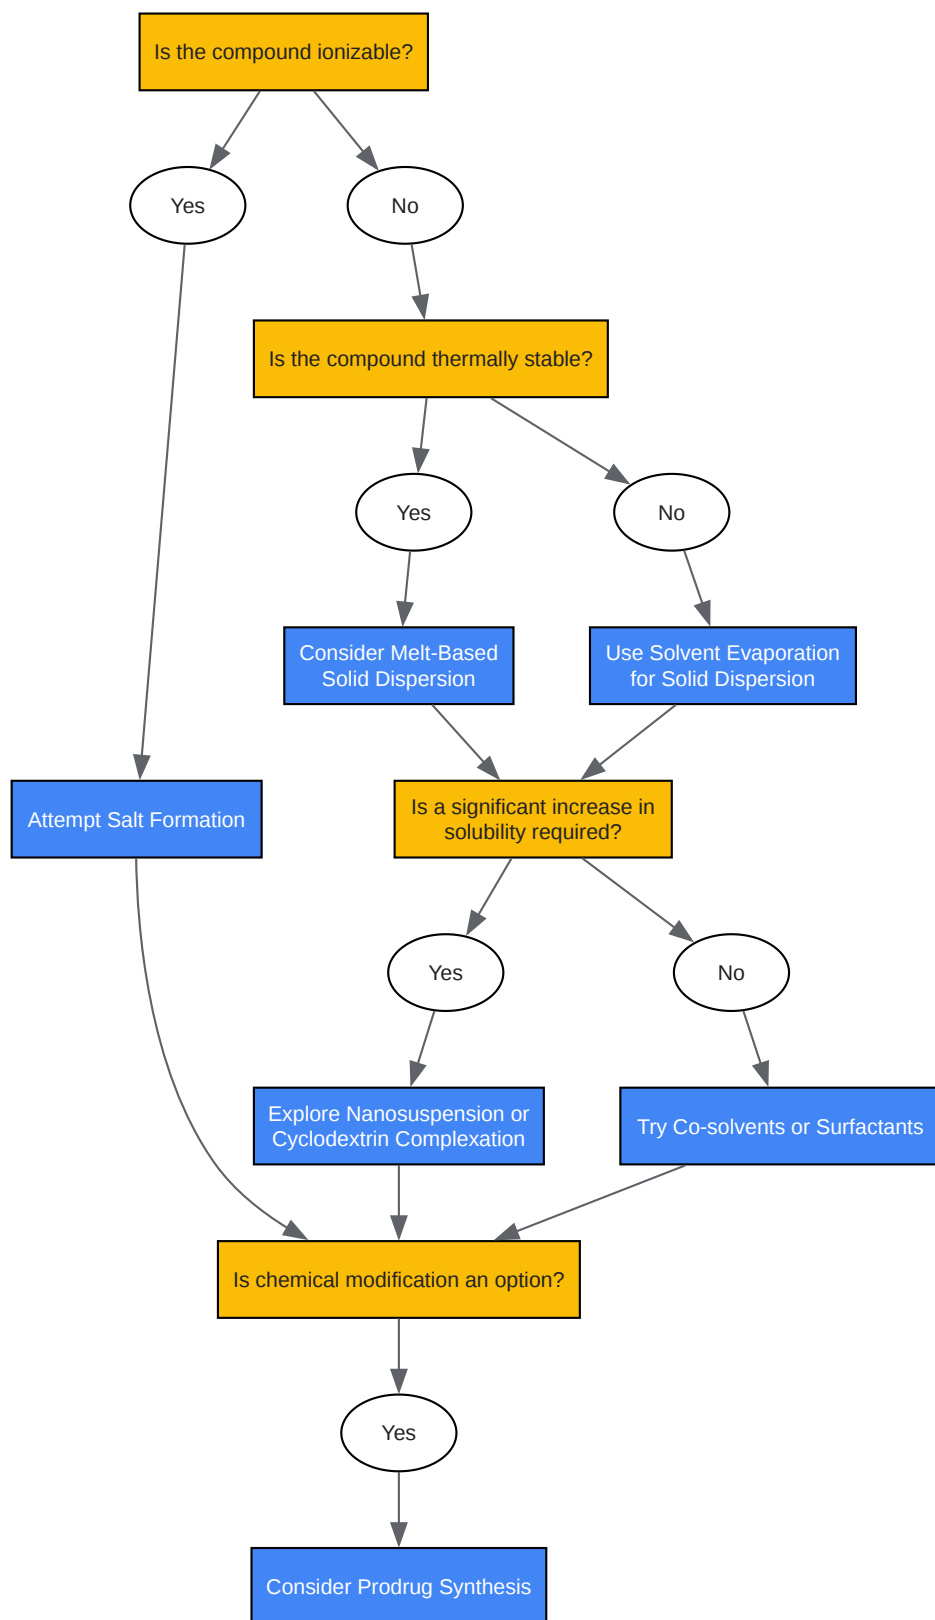 Is the compound ionizable?
Yes
No
Is the compound thermally stable?
Yes
No
Consider Melt-Based
Solid Dispersion
Use Solvent Evaporation
for Solid Dispersion
Attempt Salt Formation
Is a significant increase in
solubility required?
Yes
No
Explore Nanosuspension or
Cyclodextrin Complexation
Try Co-solvents or Surfactants
Is chemical modification an option?
Yes
Consider Prodrug Synthesis